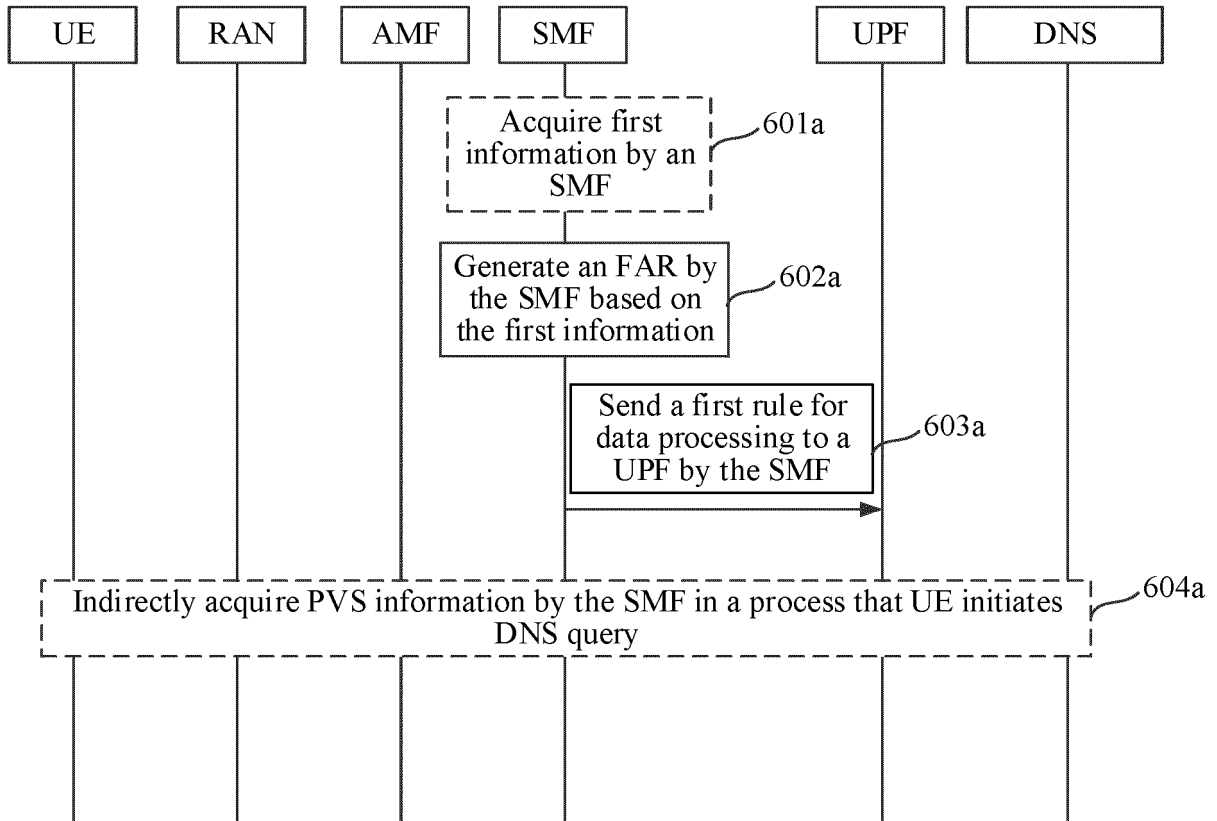 UE RAN AMF SMF UPF DNS
Acquire first
information by an
SMF
601a
Generate an FAR by
the SMF based on
the first information
602a
Send a first rule for
data processing to a
UPF by the SMF
603a
Indirectly acquire PVS information by the SMF in a process that UE initiates
DNS query
604a